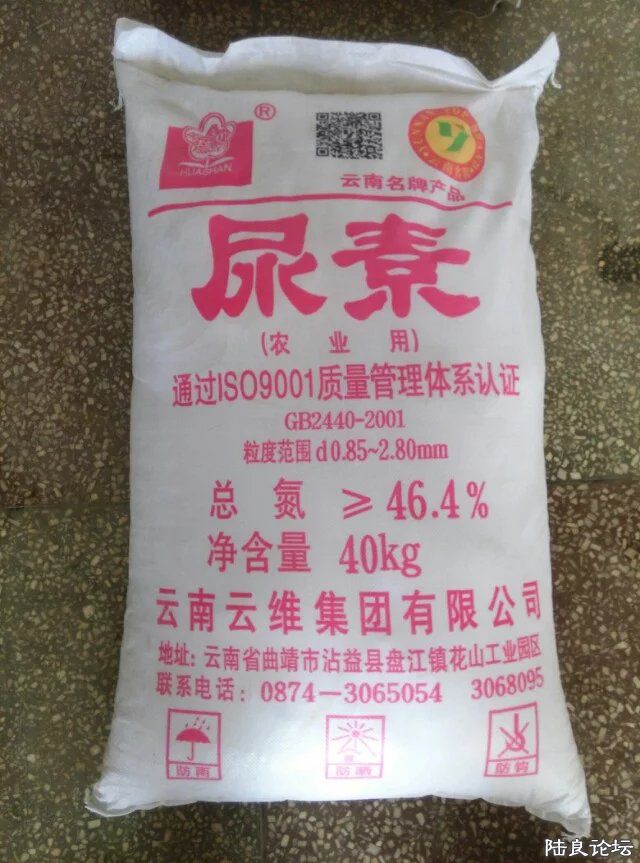 HUASHAN
®
云南名牌产品
尿素
(农业用)
通过ISO9001质量管理体系认证
GB2440-2001
粒度范围d0.85~2.80mm
总氮 ≥46.4%
净含量 40kg
云南云维集团有限公司
地址:云南省曲靖市沾益县盘江镇花山工业园区
联系电话:0874-3065054 3068095
防雨 防晒 防钩
陆良论坛